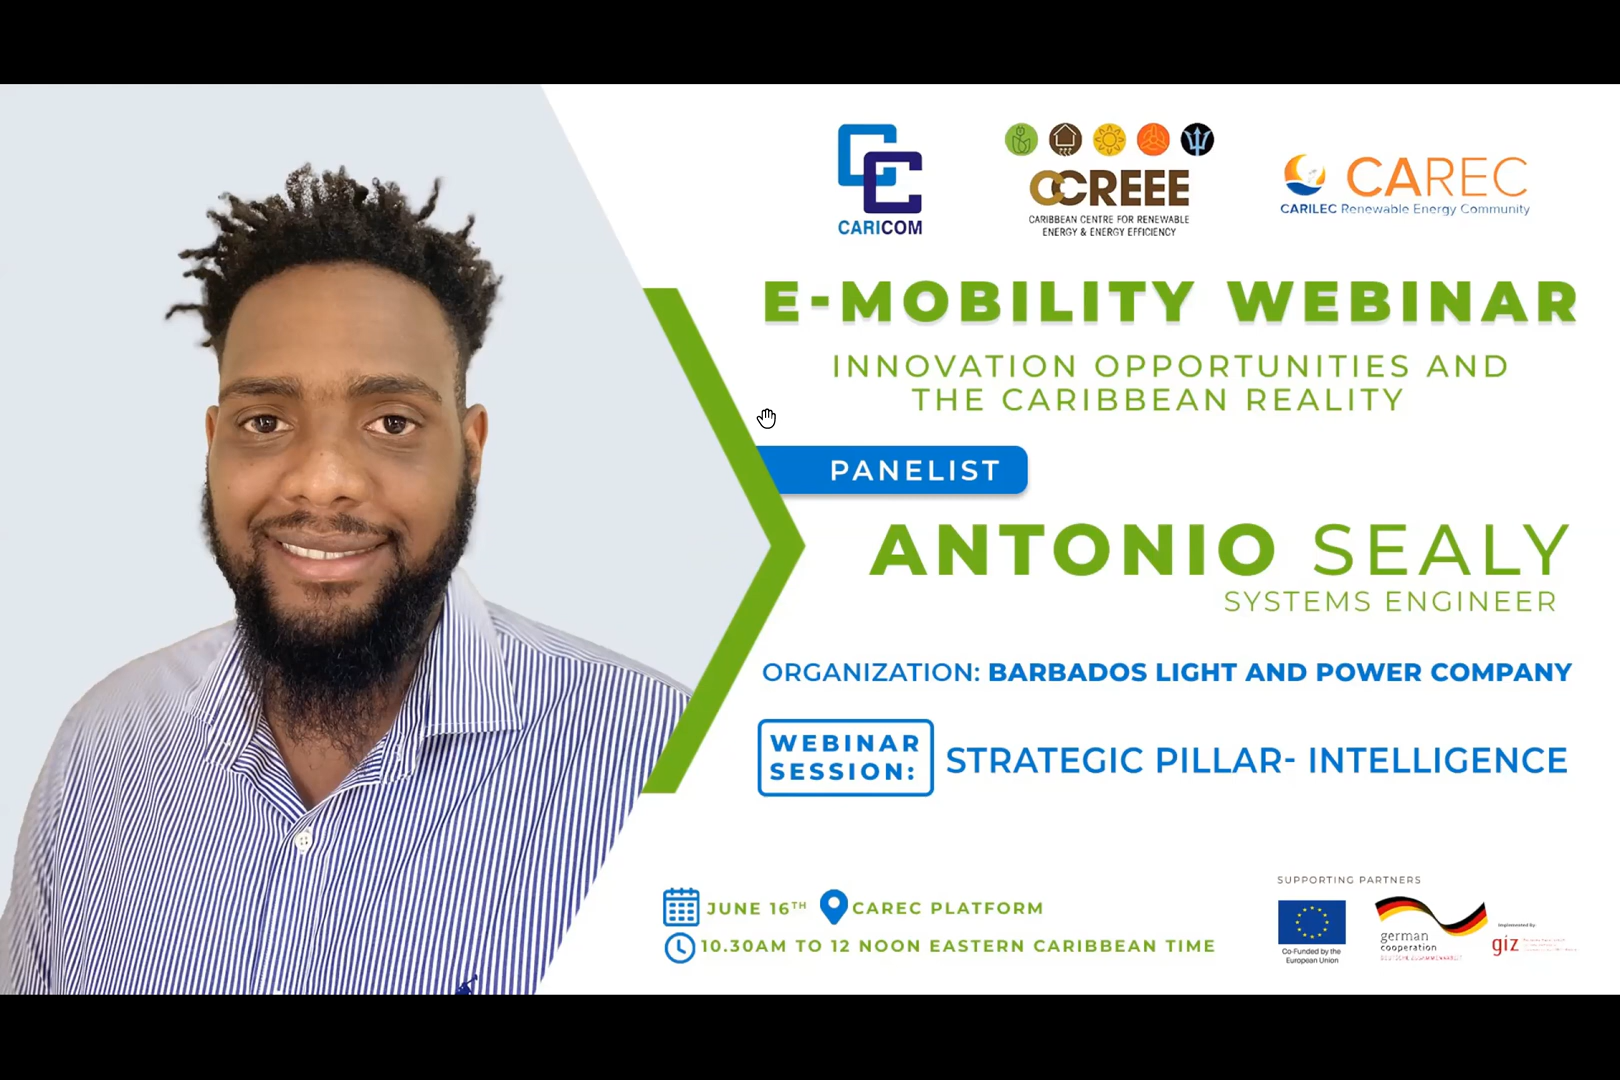 CARICOM
CCREEE
CARIBBEAN CENTRE FOR RENEWABLE
ENERGY & ENERGY EFFICIENCY
CAREC
CARILEC Renewable Energy Community
E-MOBILITY WEBINAR
INNOVATION OPPORTUNITIES AND
THE CARIBBEAN REALITY
PANELIST
ANTONIO SEALY
SYSTEMS ENGINEER
ORGANIZATION: BARBADOS LIGHT AND POWER COMPANY
WEBINAR
SESSION:
STRATEGIC PILLAR- INTELLIGENCE
JUNE 16TH
CAREC PLATFORM
10.30AM TO 12 NOON EASTERN CARIBBEAN TIME
SUPPORTING PARTNERS
Co-Funded by the
European Union
german
cooperation
Implemented by:
giz